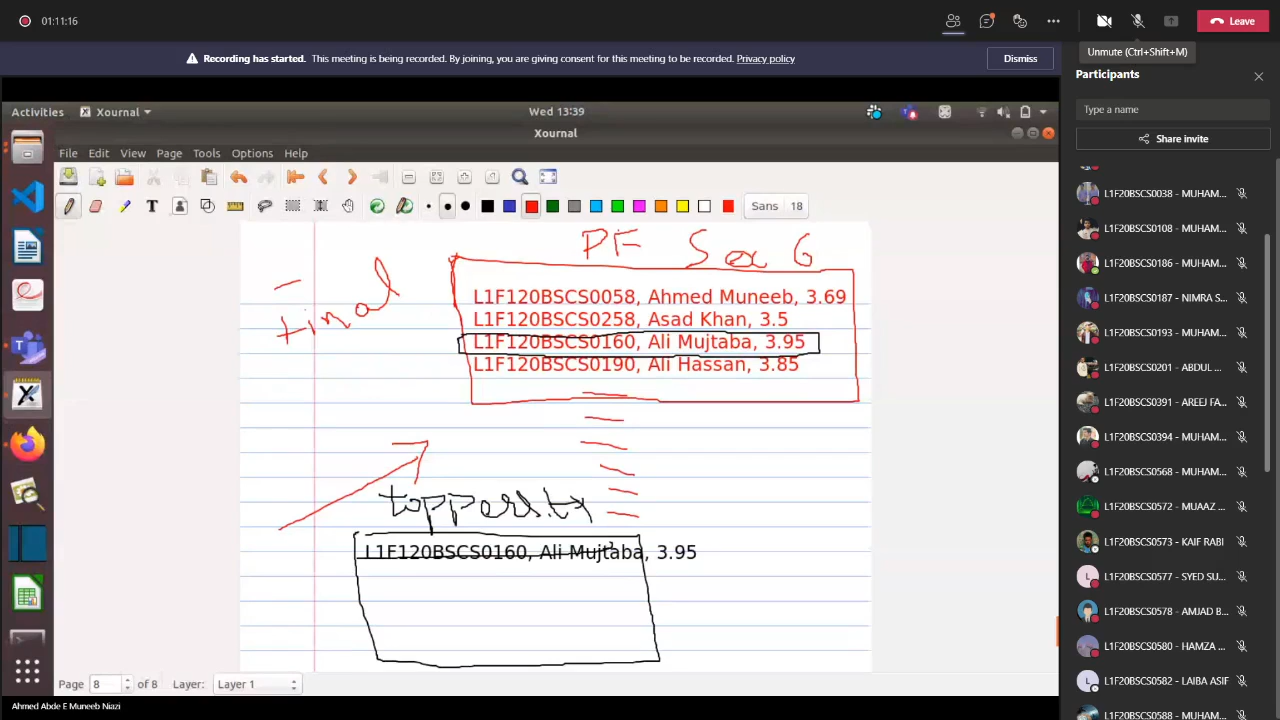 01:11:16
Leave
Recording has started. This meeting is being recorded. By joining, you are giving consent for this meeting to be recorded. Privacy policy
Dismiss
Unmute (Ctrl+Shift+M)
Participants
Type a name
Share invite
Activities
Xournal
Wed 13:39
Xournal
File Edit View Page Tools Options Help
Sans 18
PF Sec 6
final
L1F120BSCS0058, Ahmed Muneeb, 3.69
L1F120BSCS0258, Asad Khan, 3.5
L1F120BSCS0160, Ali Mujtaba, 3.95
L1F120BSCS0190, Ali Hassan, 3.85
L1F120BSCS0160, Ali Mujtaba, 3.95
Page 8 of 8 Layer: Layer 1
Ahmed Abde E Muneeb Niazi
L1F20BSCS0038 - MUHAM...
L1F20BSCS0108 - MUHAM...
L1F20BSCS0186 - MUHAM...
L1F20BSCS0187 - NIMRA S...
L1F20BSCS0193 - MUHAM...
L1F20BSCS0201 - ABDUL ...
L1F20BSCS0391 - AREEJ FA...
L1F20BSCS0394 - MUHAM...
L1F20BSCS0568 - MUHAM...
L1F20BSCS0572 - MUAAZ ...
L1F20BSCS0573 - KAIF RABI
L1F20BSCS0577 - SYED SU...
L1F20BSCS0578 - AMJAD B...
L1F20BSCS0580 - HAMZA ...
L1F20BSCS0582 - LAIBA ASIF
L1F20BSCS0588 - MUHAM...